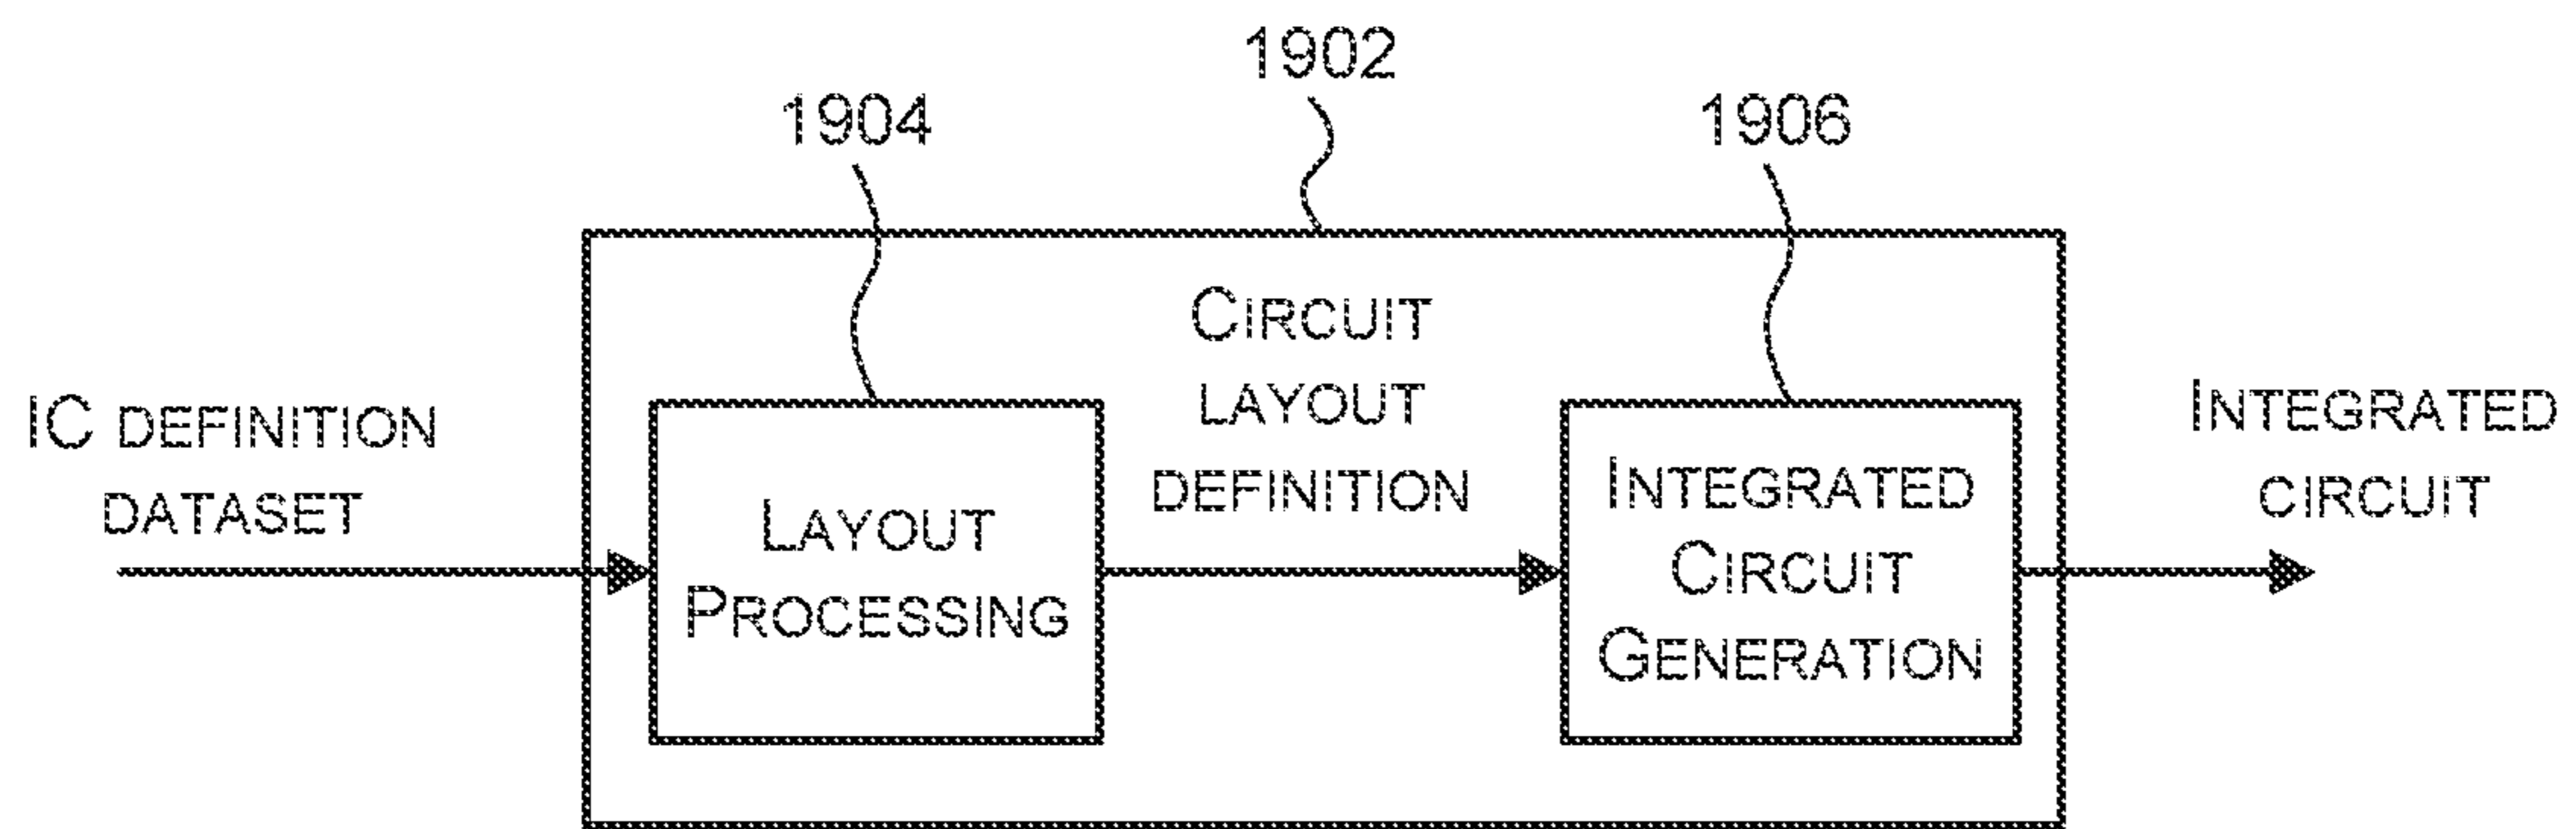 1902
1904
1906
IC DEFINITION
DATASET
LAYOUT
PROCESSING
CIRCUIT
LAYOUT
DEFINITION
INTEGRATED
CIRCUIT
GENERATION
INTEGRATED
CIRCUIT